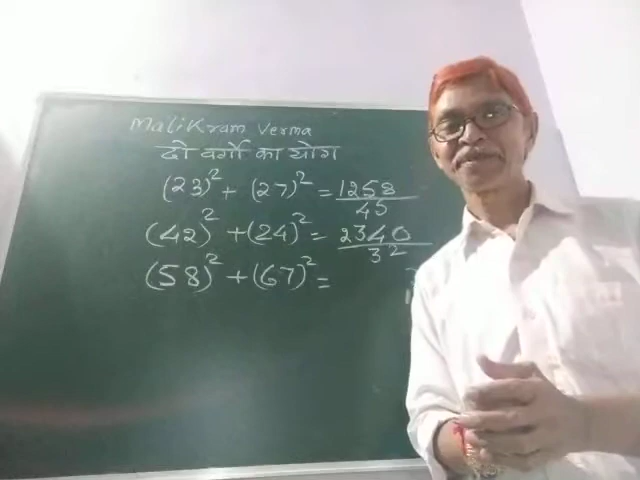 MaliKram Verma
दो वर्गो का योग
(23)² + (27)² = 1258
45
(42)² + (24)² = 2340
32
(58)² + (67)² =